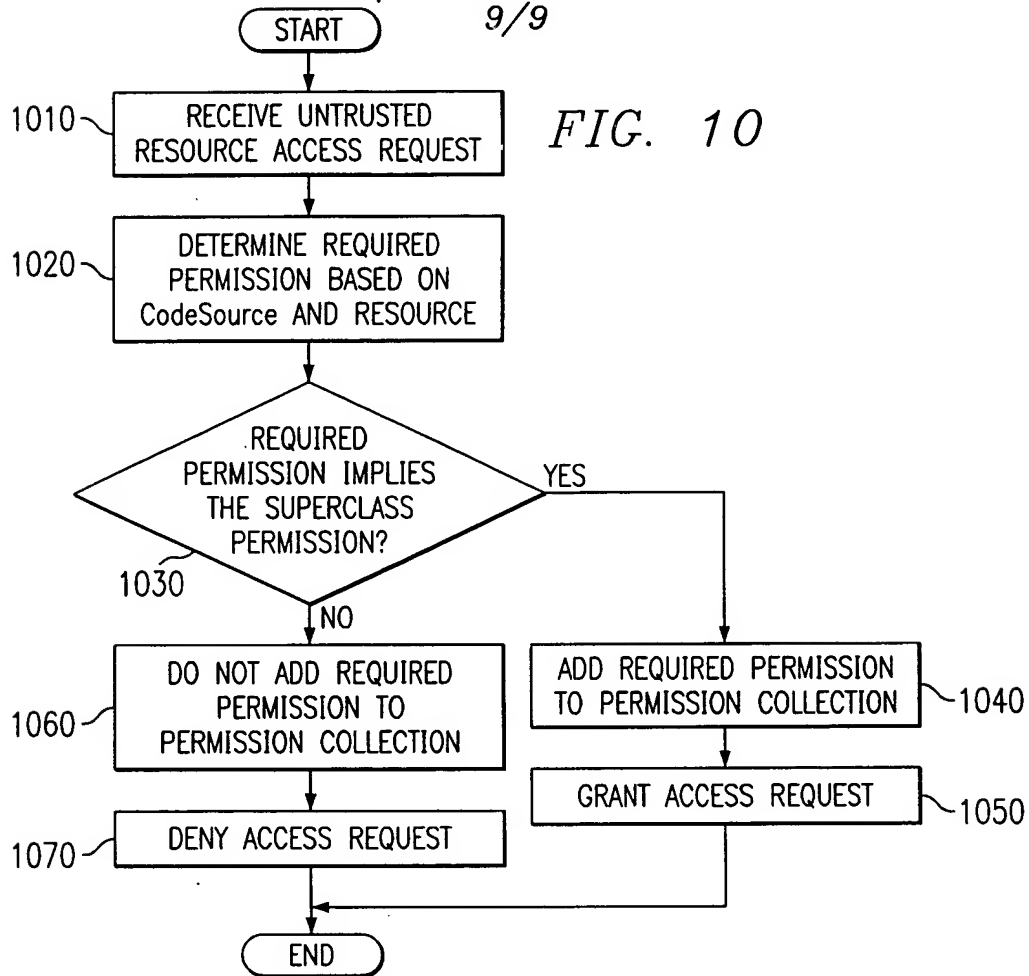 9/9
START
FIG. 10
1010
RECEIVE UNTRUSTED
RESOURCE ACCESS REQUEST
1020
DETERMINE REQUIRED
PERMISSION BASED ON
CodeSource AND RESOURCE
REQUIRED
PERMISSION IMPLIES
THE SUPERCLASS
PERMISSION?
YES
1030
NO
1060
DO NOT ADD REQUIRED
PERMISSION TO
PERMISSION COLLECTION
ADD REQUIRED PERMISSION
TO PERMISSION COLLECTION
1040
1070
DENY ACCESS REQUEST
GRANT ACCESS REQUEST
1050
END